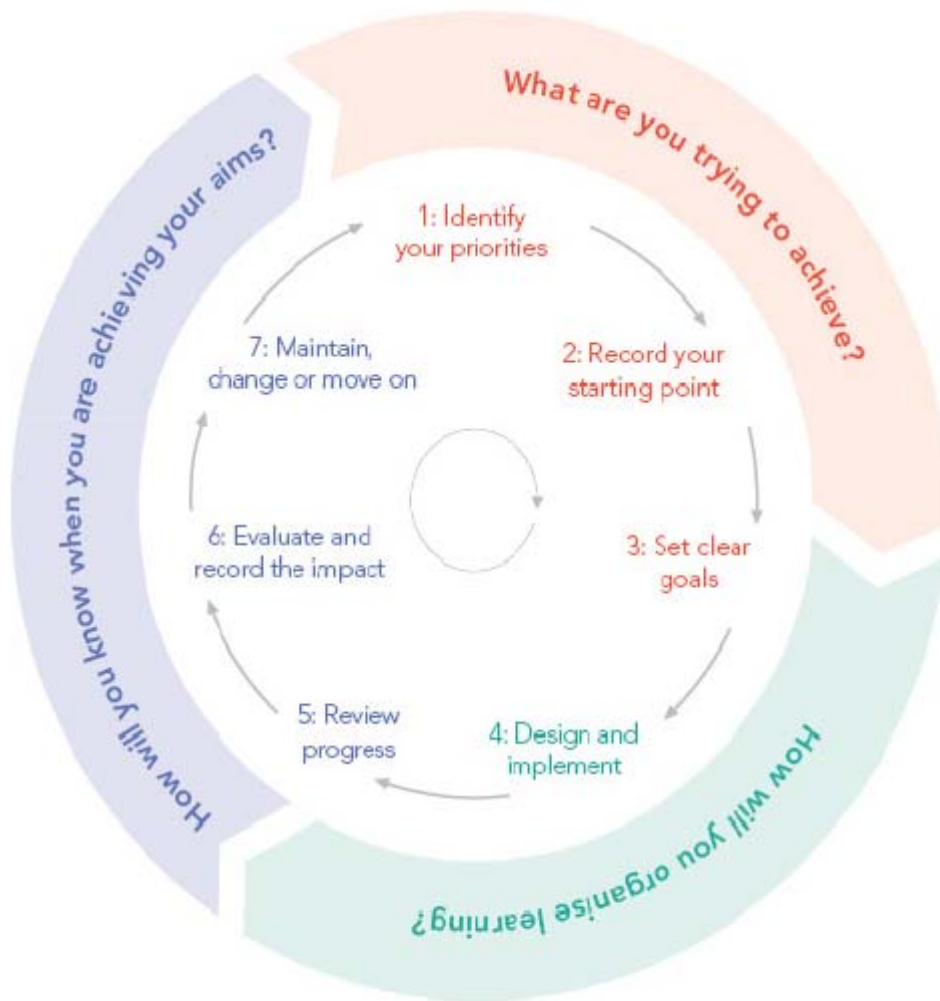 What are you trying to achieve?
1: Identify
your priorities
2: Record your
starting point
3: Set clear
goals
How will you organise learning?
4: Design and
implement
How will you know when you are achieving your aims?
5: Review
progress
6: Evaluate and
record the impact
7: Maintain,
change or move on